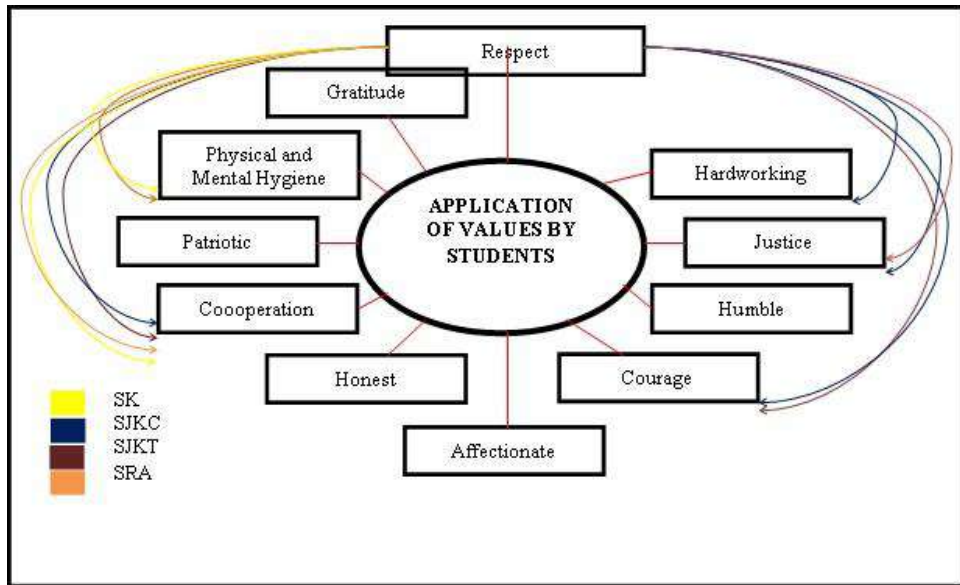 Respect
Gratitude
Physical and
Mental Hygiene
Hardworking
APPLICATION
OF VALUES BY
STUDENTS
Patriotic
Justice
Coooperation
Humble
Honest
Courage
Affectionate
SK
SJKC
SJKT
SRA